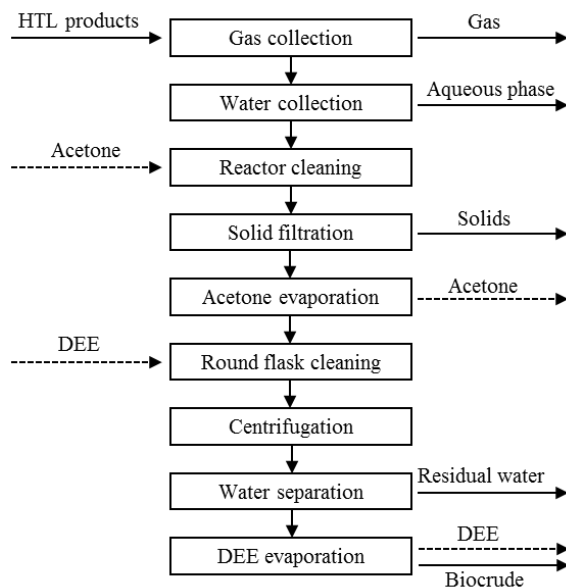 HTL products
Gas collection
Gas
Water collection
Aqueous phase
Acetone
Reactor cleaning
Solid filtration
Solids
Acetone evaporation
Acetone
DEE
Round flask cleaning
Centrifugation
Water separation
Residual water
DEE evaporation
DEE
Biocrude